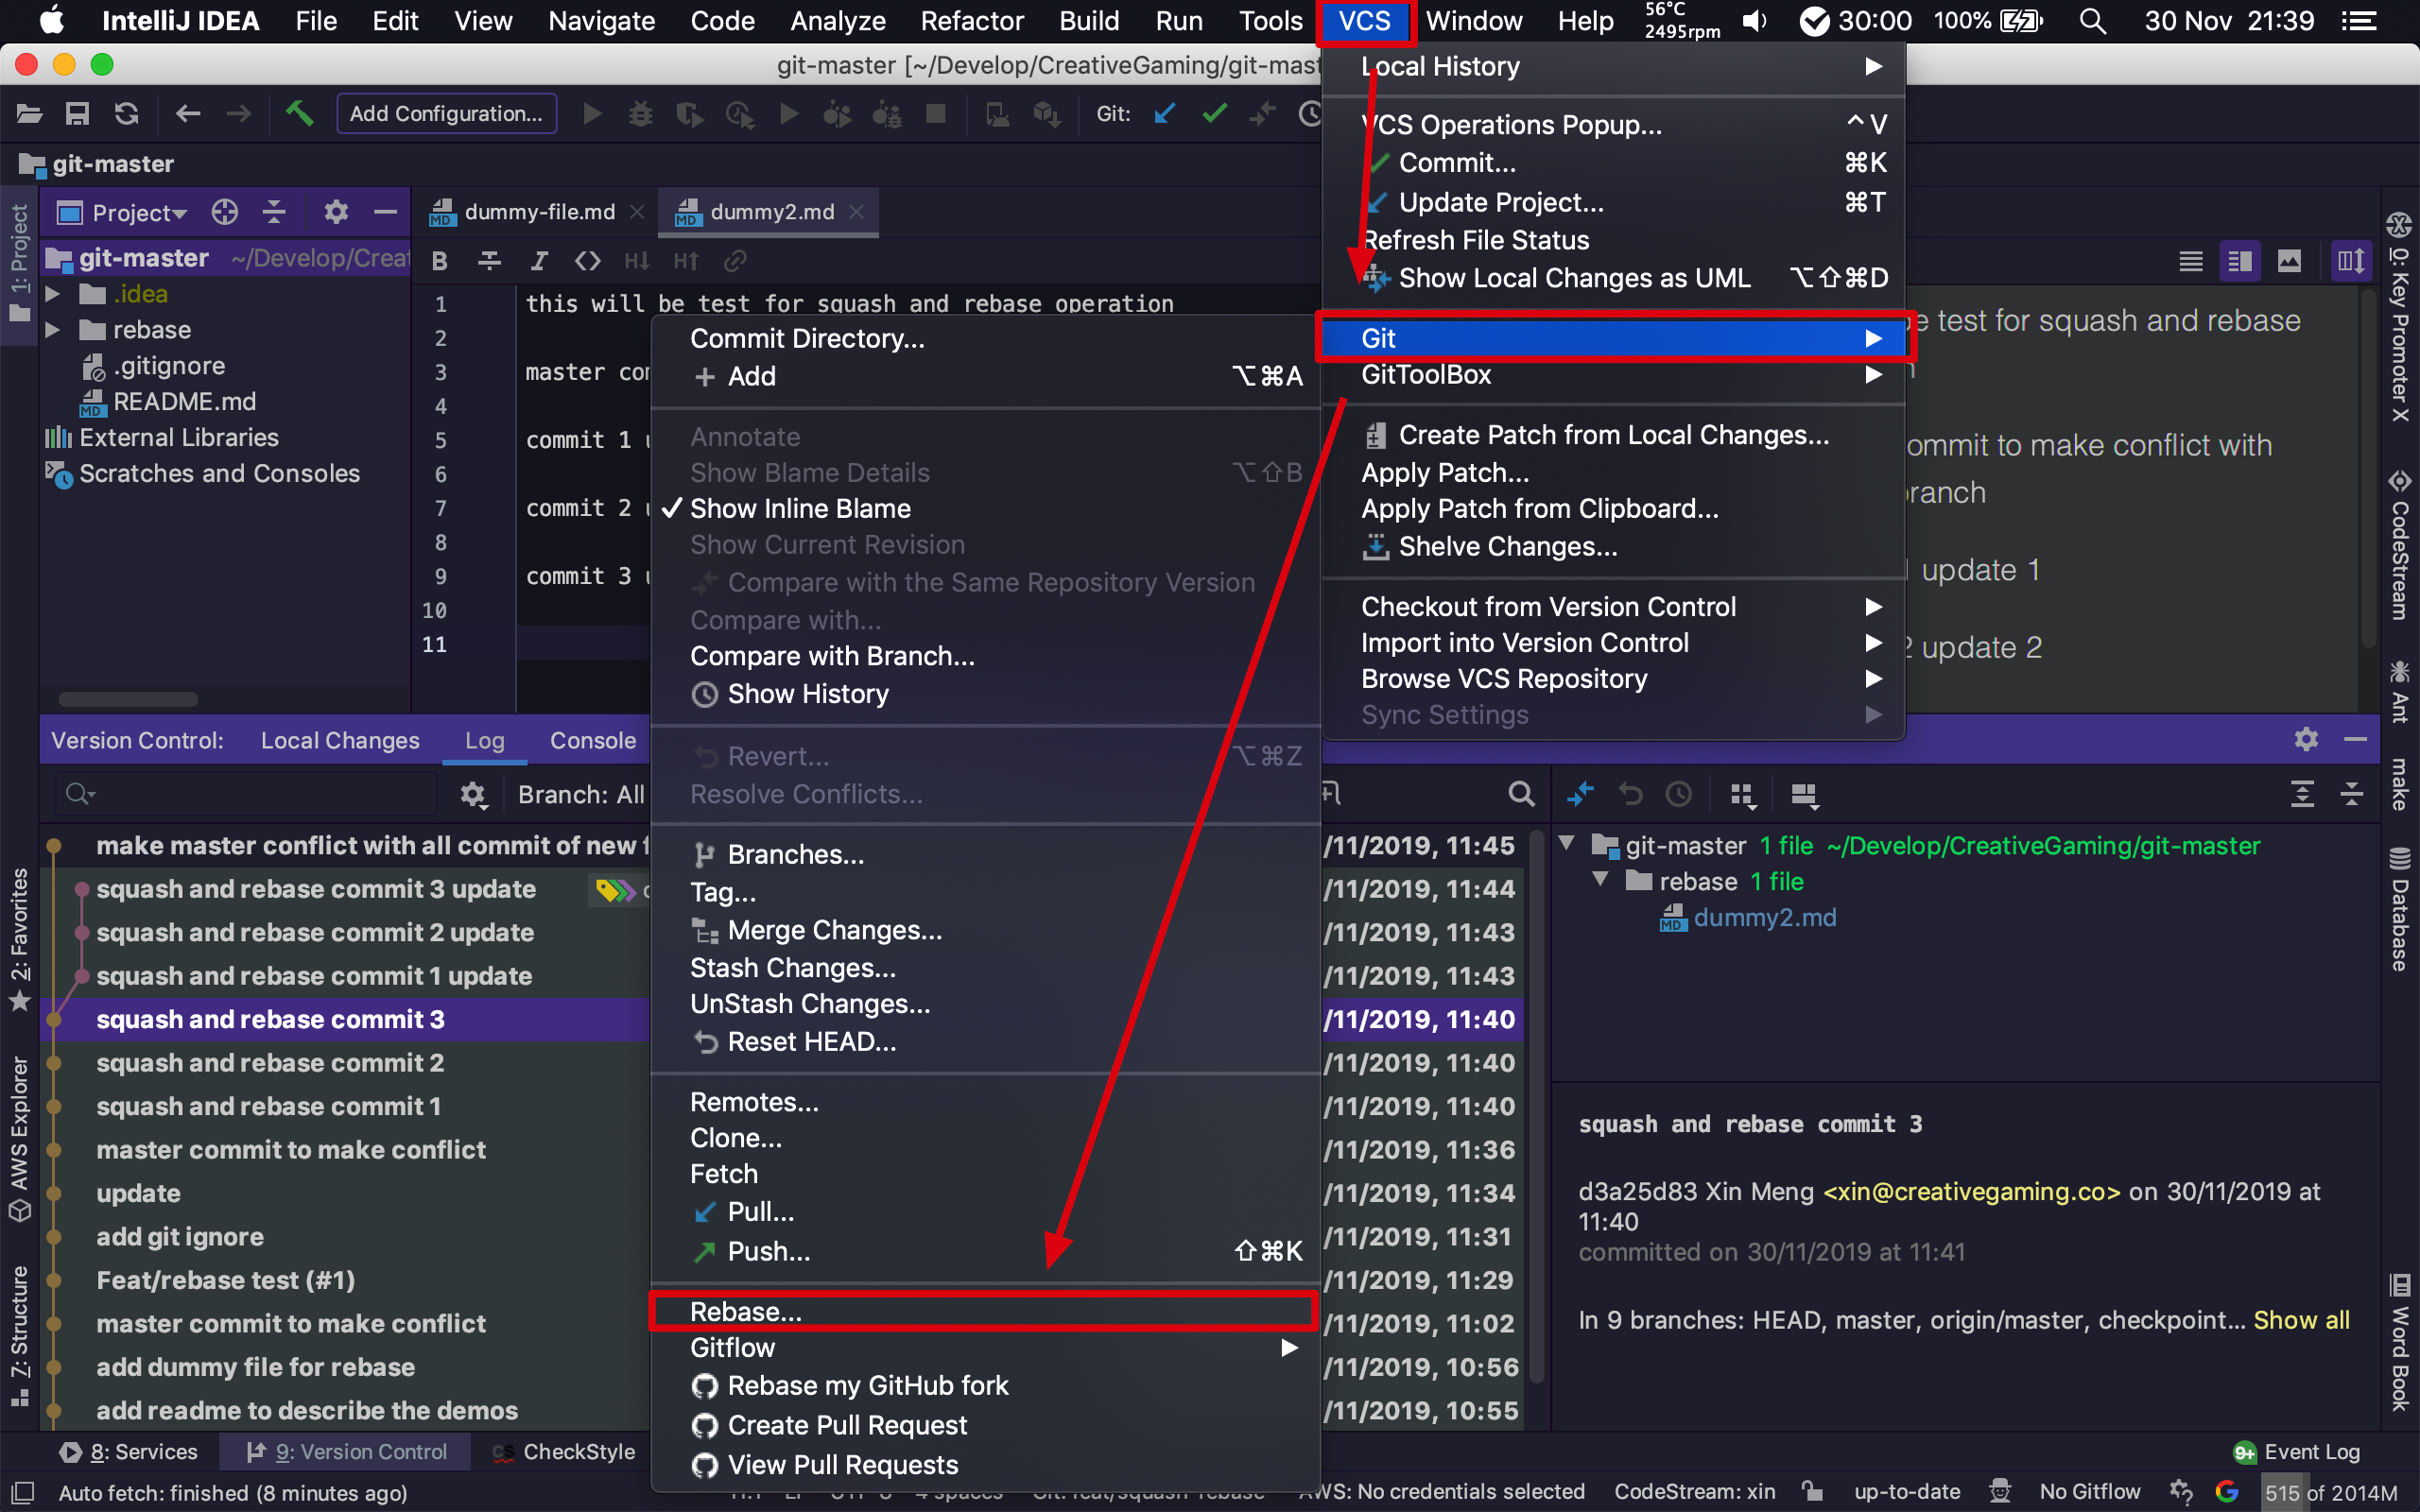 IntelliJ IDEA File Edit View Navigate Code Analyze Refactor Build Run Tools VCS Window Help 56°C 2495rpm 30:00 100% 30 Nov 21:39
git-master [~/Develop/CreativeGaming/git-mast
Add Configuration...
Git:
git-master
1: Project
Project
git-master ~/Develop/Creat
.idea
rebase
.gitignore
README.md
External Libraries
Scratches and Consoles
dummy-file.md
dummy2.md
1 this will be test for squash and rebase operation
2
3 master con
4
5 commit 1 u
6
7 commit 2 u
8
9 commit 3 u
10
11
Local History
VCS Operations Popup... ^V
Commit... ⌘K
Update Project... ⌘T
Refresh File Status
Show Local Changes as UML ⌥⇧⌘D
Git
GitToolBox
Create Patch from Local Changes...
Apply Patch...
Apply Patch from Clipboard...
Shelve Changes...
Checkout from Version Control
Import into Version Control
Browse VCS Repository
Sync Settings
Commit Directory...
Add ⌥⌘A
Annotate
Show Blame Details ⌥⇧B
Show Inline Blame
Show Current Revision
Compare with the Same Repository Version
Compare with...
Compare with Branch...
Show History
Revert... ⌥⌘Z
Resolve Conflicts...
Branches...
Tag...
Merge Changes...
Stash Changes...
UnStash Changes...
Reset HEAD...
Remotes...
Clone...
Fetch
Pull...
Push... ⇧⌘K
Rebase...
Gitflow
Rebase my GitHub fork
Create Pull Request
View Pull Requests
e test for squash and rebase
ommit to make conflict with
ranch
update 1
2 update 2
Version Control: Local Changes Log Console
Branch: All
make master conflict with all commit of new f /11/2019, 11:45
squash and rebase commit 3 update /11/2019, 11:44
squash and rebase commit 2 update /11/2019, 11:43
squash and rebase commit 1 update /11/2019, 11:43
squash and rebase commit 3 /11/2019, 11:40
squash and rebase commit 2 /11/2019, 11:40
squash and rebase commit 1 /11/2019, 11:40
master commit to make conflict /11/2019, 11:36
update /11/2019, 11:34
add git ignore /11/2019, 11:31
Feat/rebase test (#1) /11/2019, 11:29
master commit to make conflict /11/2019, 11:02
add dummy file for rebase /11/2019, 10:56
add readme to describe the demos /11/2019, 10:55
git-master 1 file ~/Develop/CreativeGaming/git-master
rebase 1 file
dummy2.md
squash and rebase commit 3
d3a25d83 Xin Meng <xin@creativegaming.co> on 30/11/2019 at
11:40
committed on 30/11/2019 at 11:41
In 9 branches: HEAD, master, origin/master, checkpoint... Show all
2: Favorites
AWS Explorer
Z: Structure
0: Key Promoter X
CodeStream
Ant
make
Database
Word Book
8: Services 9: Version Control CheckStyle 9+ Event Log
Auto fetch: finished (8 minutes ago) 4 spaces Git: feat/squash-rebase AWS: No credentials selected CodeStream: xin up-to-date No Gitflow 515 of 2014M